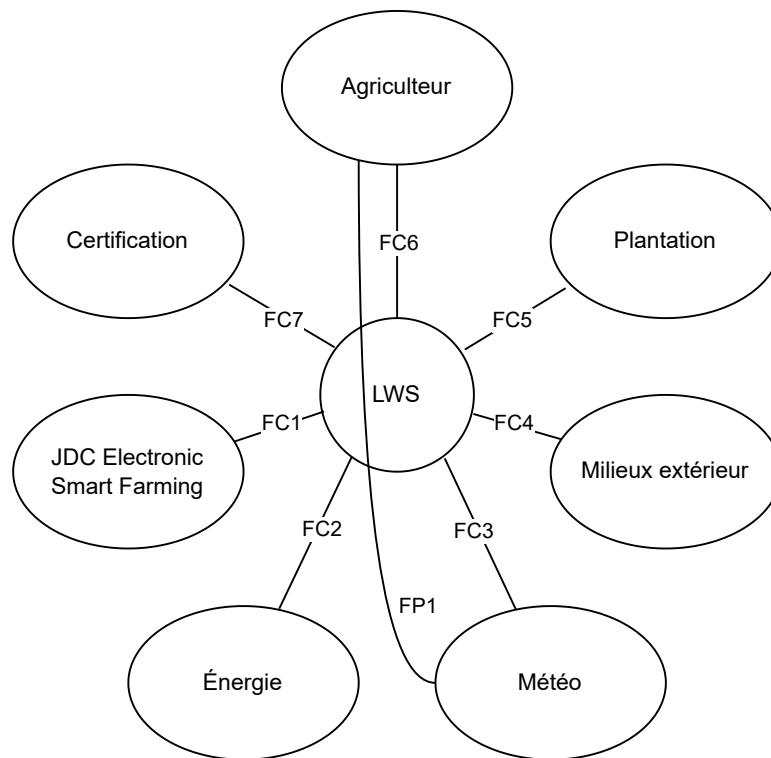 Agriculteur
Certification
FC6
Plantation
FC7
FC5
LWS
FC1
FC4
JDC Electronic
Smart Farming
Milieux extérieur
FC2
FC3
FP1
Énergie
Météo